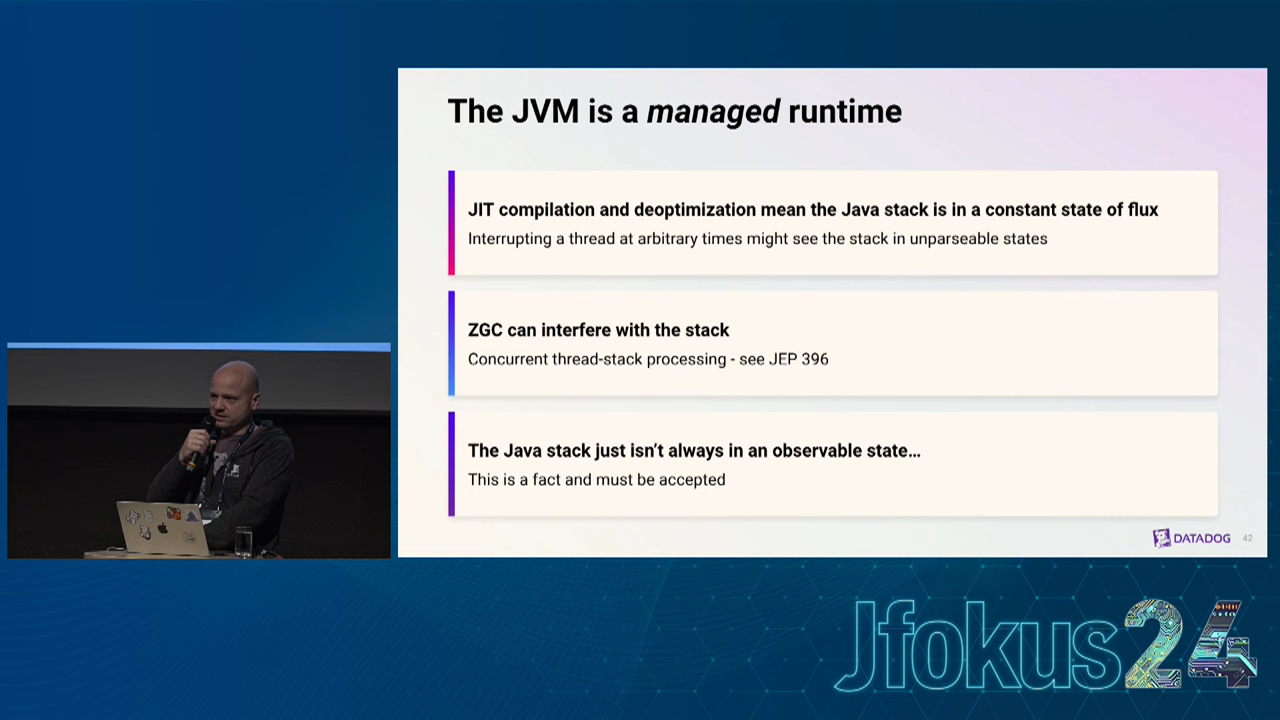 The JVM is a managed runtime
JIT compilation and deoptimization mean the Java stack is in a constant state of flux
Interrupting a thread at arbitrary times might see the stack in unparseable states
ZGC can interfere with the stack
Concurrent thread-stack processing - see JEP 396
The Java stack just isn’t always in an observable state…
This is a fact and must be accepted
DATADOG
42
Jfokus24